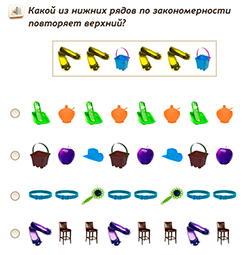 Какой из нижних рядов по закономерности
повторяет верхний?